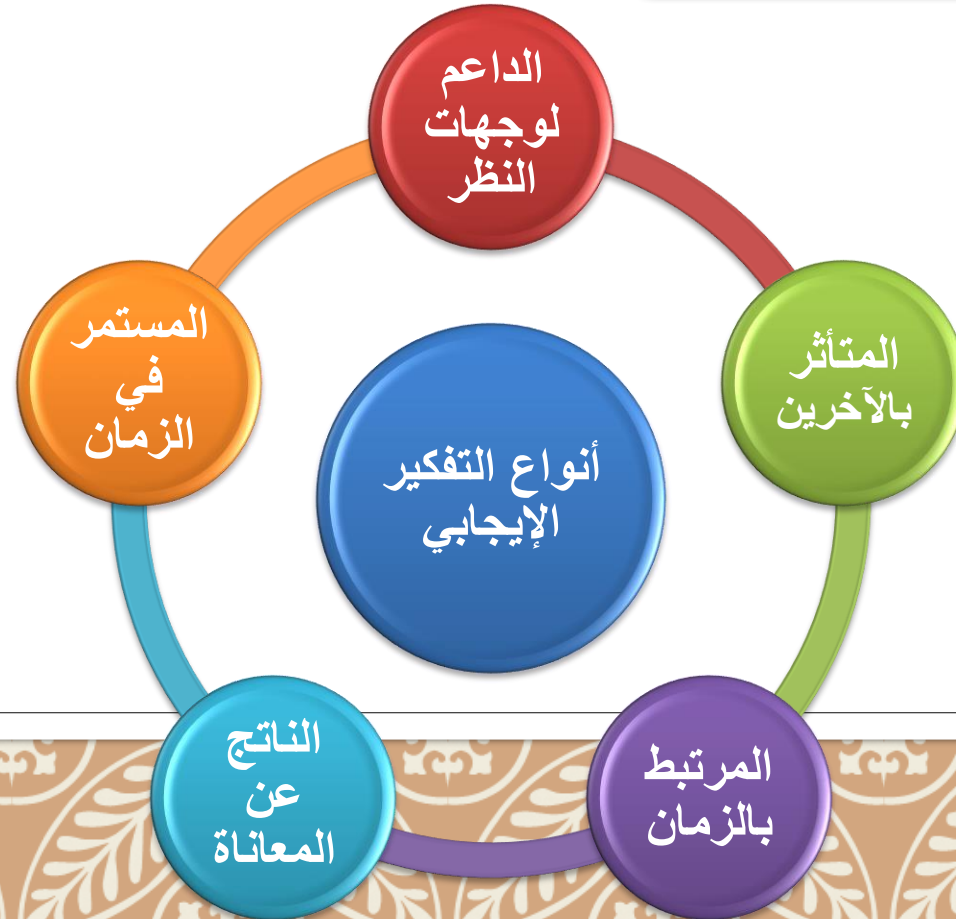 الداعم
لوجهات
النظر
المتأثر
بالآخرين
المرتبط
بالزمان
الناتج
عن
المعاناة
المستمر
في
الزمان
أنواع التفكير
الإيجابي